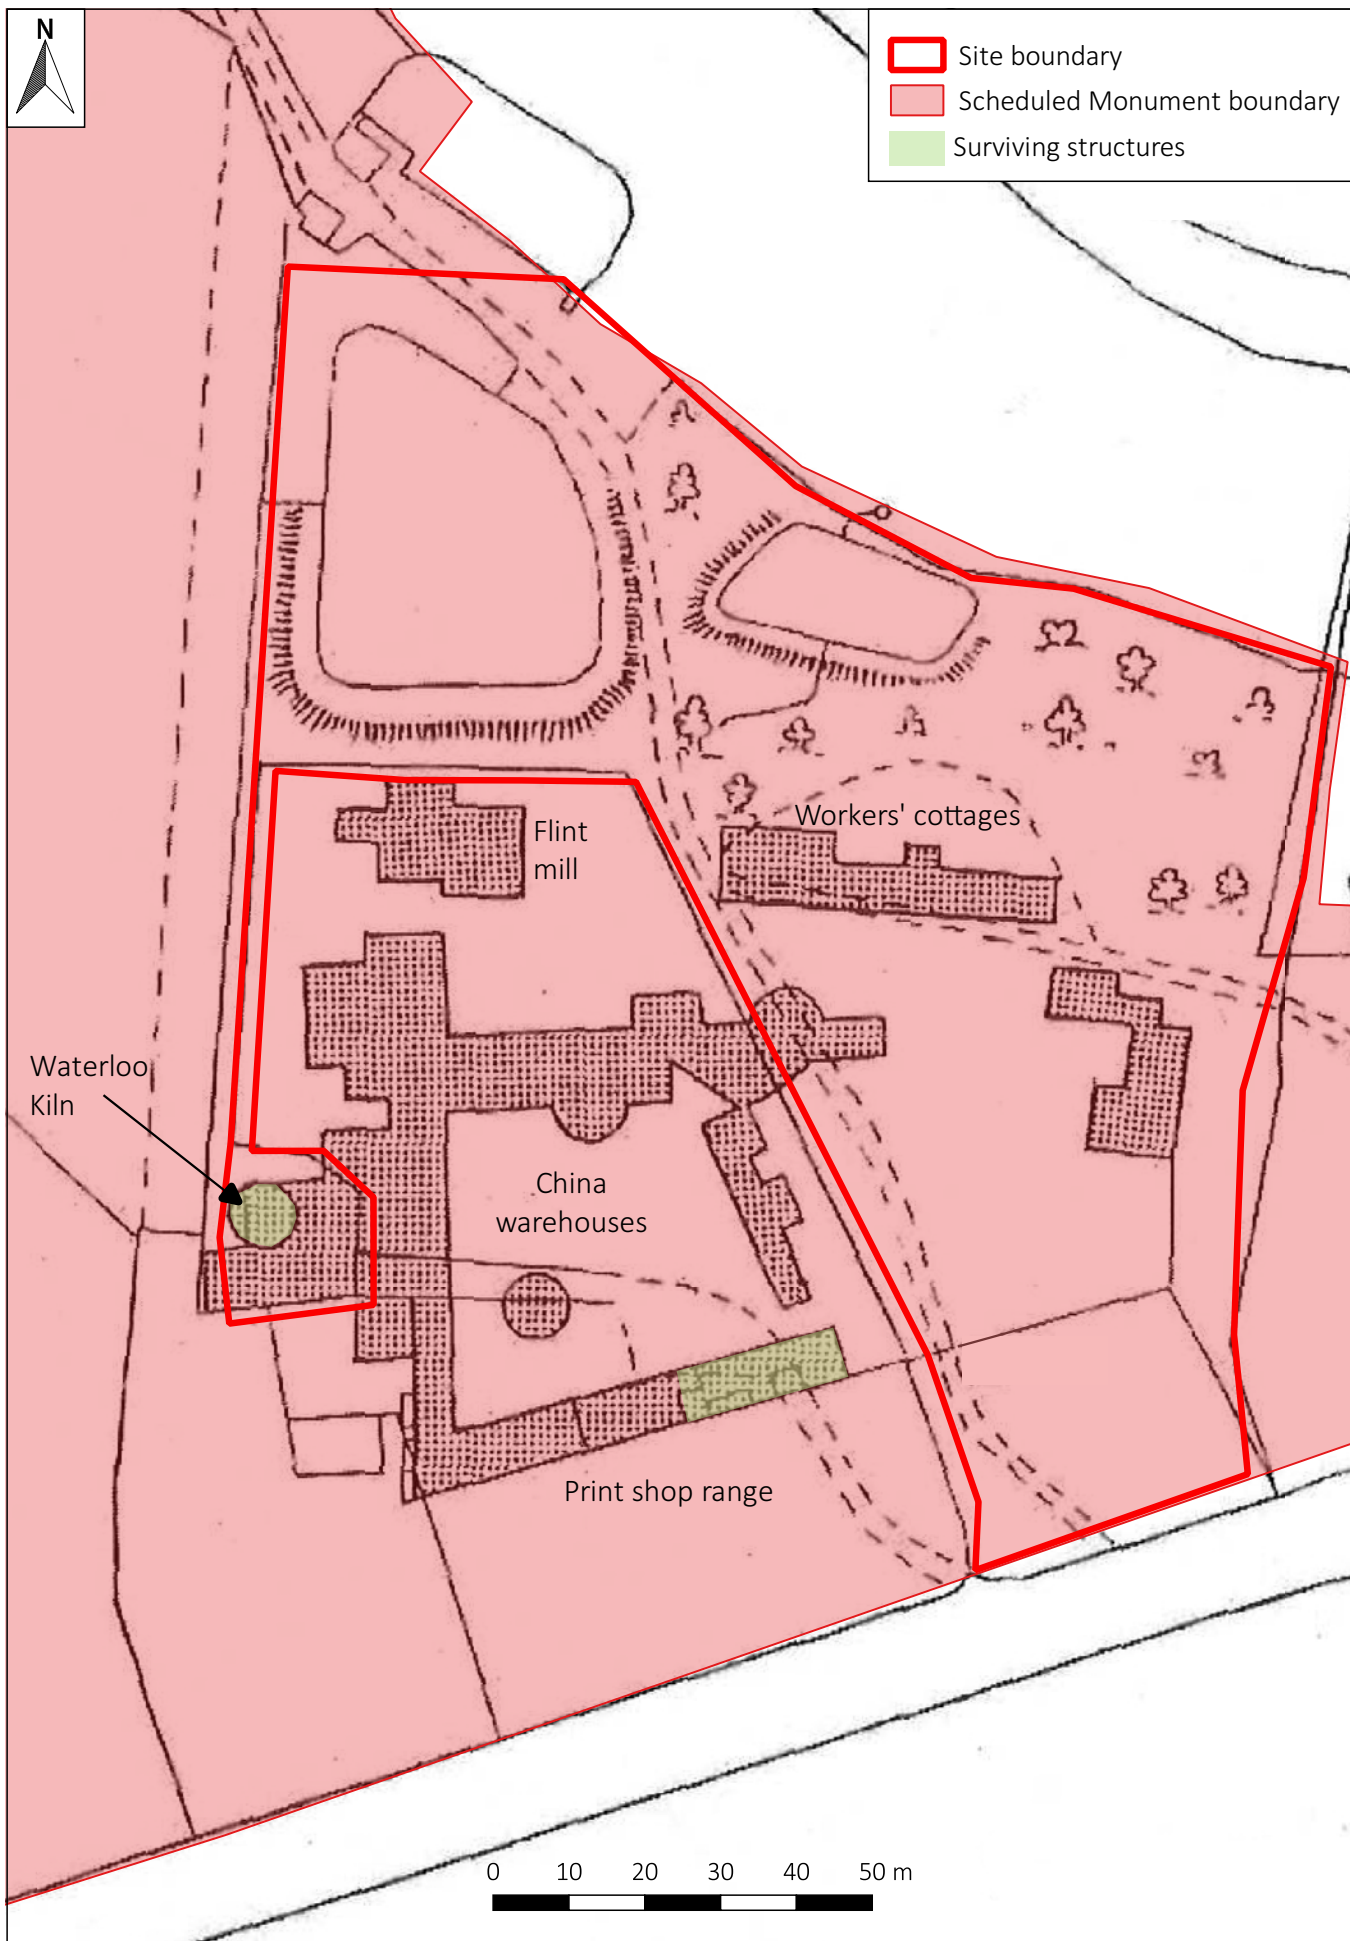 N
Site boundary
Scheduled Monument boundary
Surviving structures
Flint
mill
Workers' cottages
Waterloo
Kiln
China
warehouses
Print shop range
0 10 20 30 40 50 m